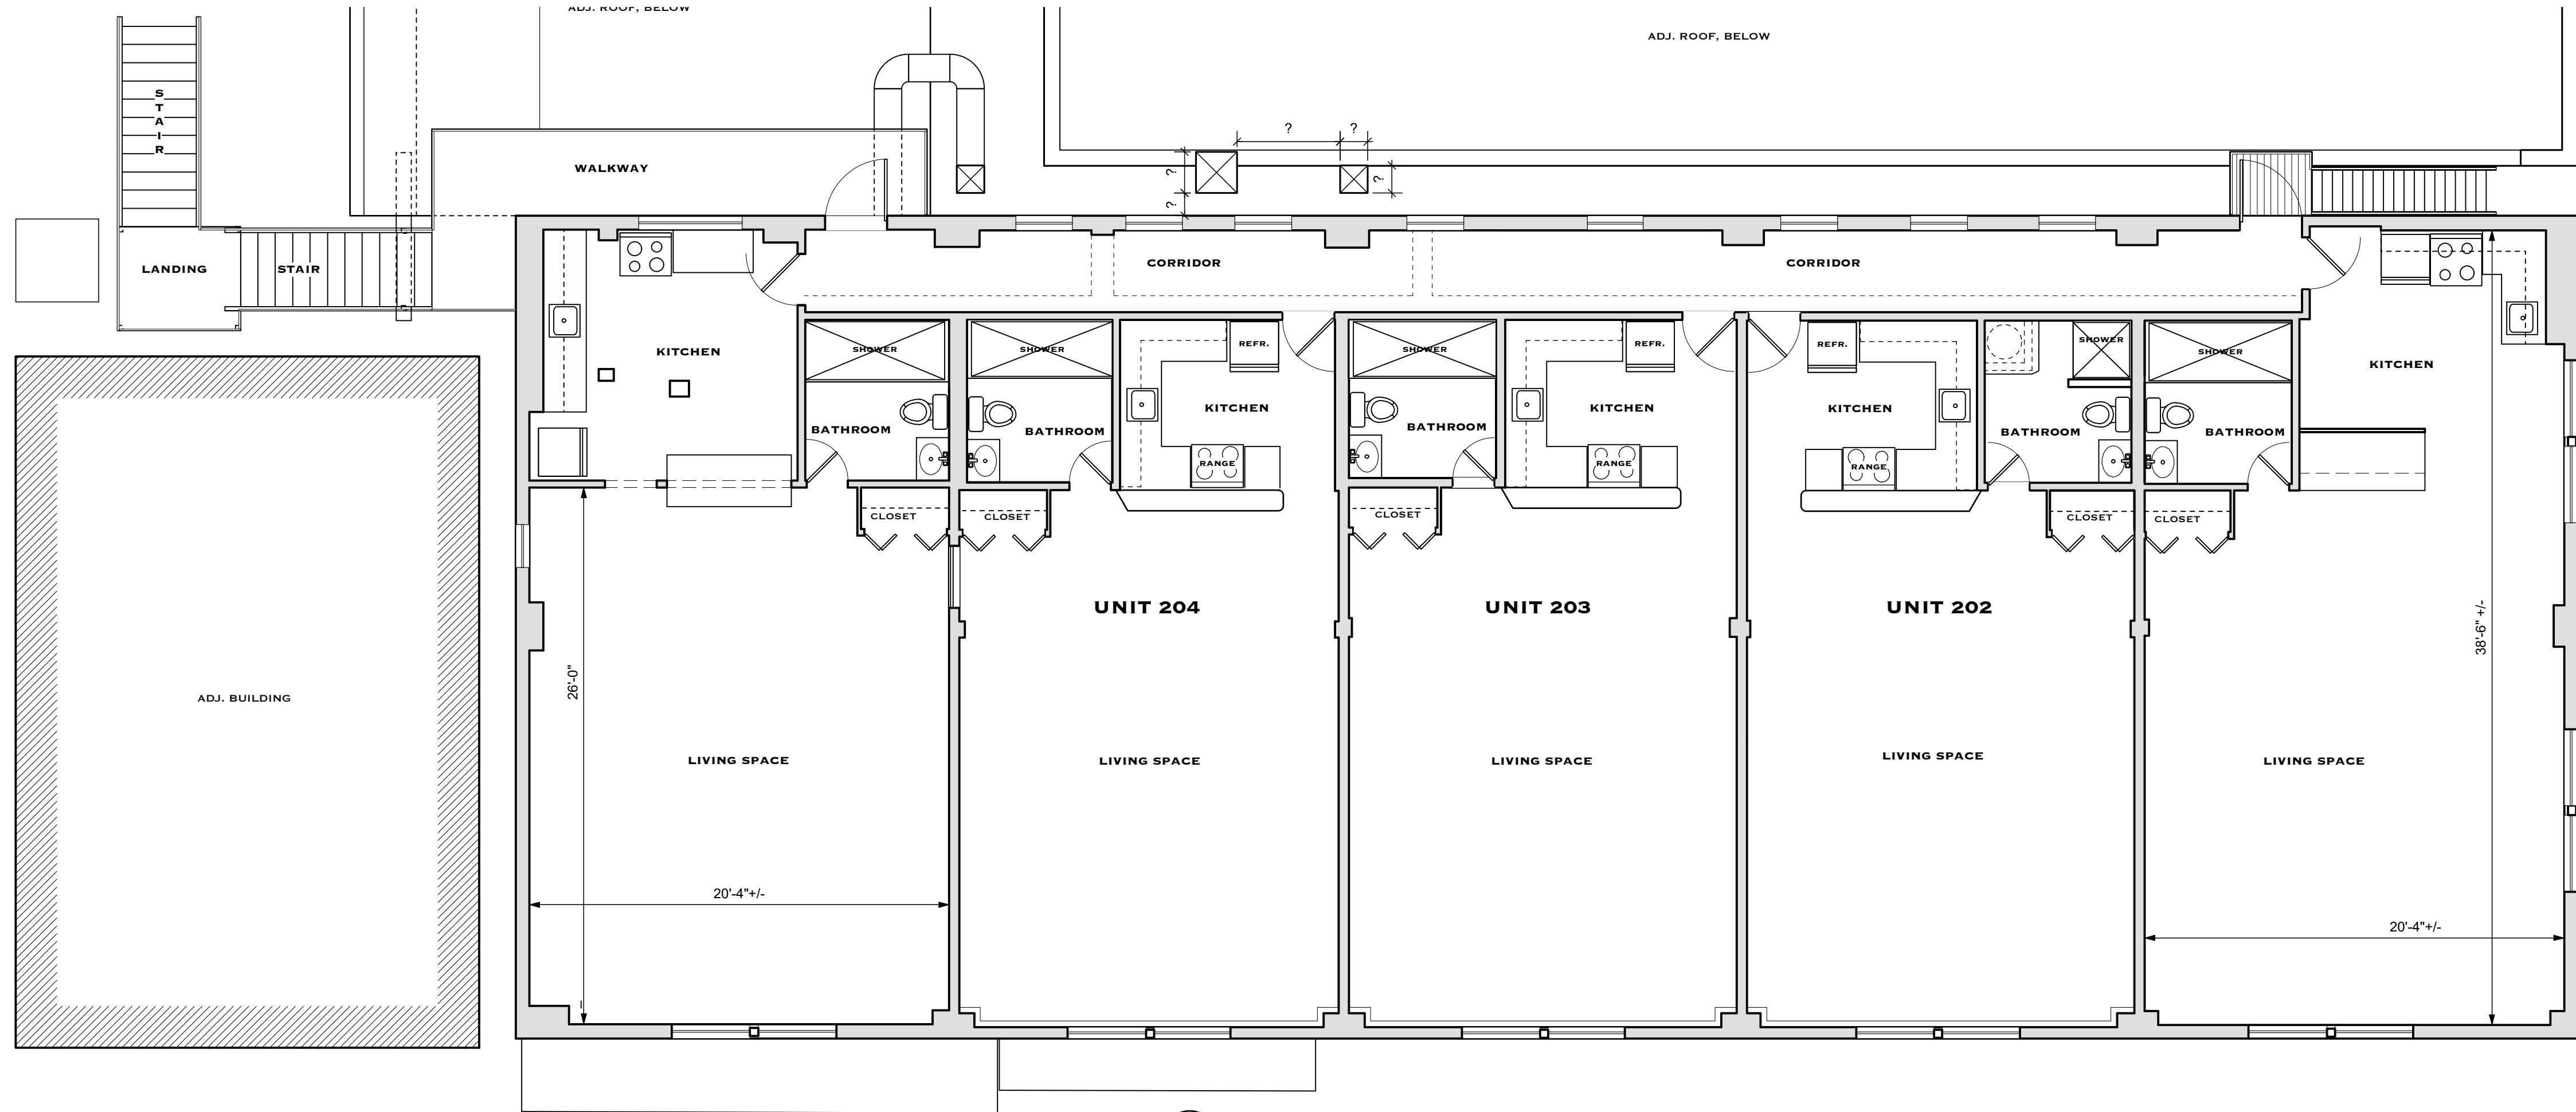 ADJ. ROOF, BELOW
ADJ. ROOF, BELOW
STAIR
? ?
WALKWAY
? ?
?
LANDING
STAIR
CORRIDOR
CORRIDOR
REFR.
REFR.
REFR.
SHOWER
SHOWER
SHOWER
SHOWER
SHOWER
KITCHEN
KITCHEN
KITCHEN
KITCHEN
KITCHEN
BATHROOM
BATHROOM
BATHROOM
BATHROOM
BATHROOM
RANGE
RANGE
RANGE
CLOSET
CLOSET
CLOSET
CLOSET
CLOSET
UNIT 204
UNIT 203
UNIT 202
38'-6" +/-
26'-0"
ADJ. BUILDING
LIVING SPACE
LIVING SPACE
LIVING SPACE
LIVING SPACE
LIVING SPACE
20'-4"+/-
20'-4"+/-